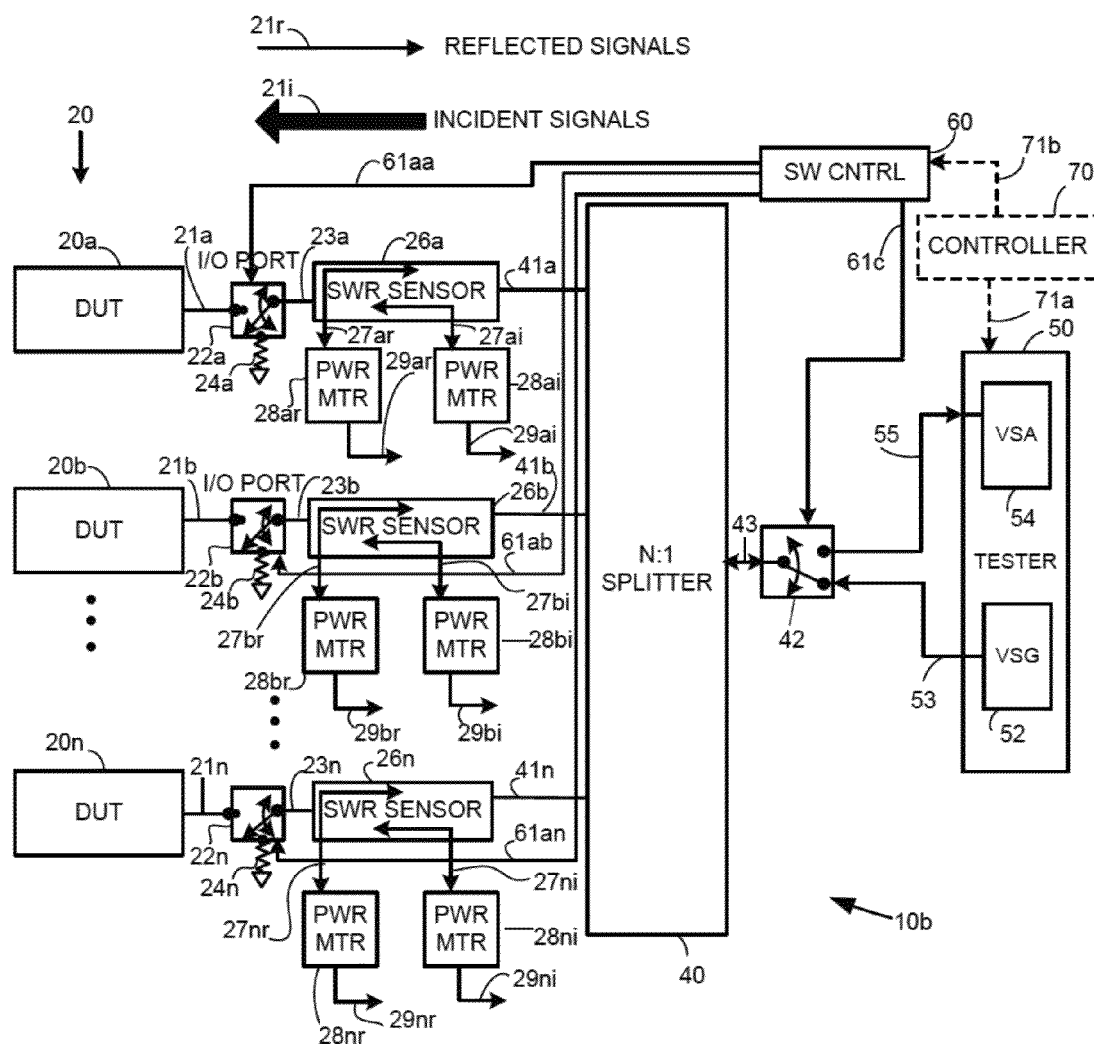 21r
REFLECTED SIGNALS
21i
INCIDENT SIGNALS
20
60
61aa
SW CNTRL
71b
70
CONTROLLER
61c
71a
50
20a
21a
I/O PORT
23a
26a
41a
DUT
SWR SENSOR
22a
24a
27ar
27ai
29ar
PWR
MTR
28ar
PWR
MTR
28ai
29ai
55
VSA
54
TESTER
20b
21b
I/O PORT
23b
41b
26b
DUT
SWR SENSOR
43
N:1
SPLITTER
22b
24b
61ab
27bi
42
27br
PWR
MTR
28br
PWR
MTR
28bi
53
VSG
52
29br
29bi
20n
21n
23n
26n
41n
DUT
SWR SENSOR
22n
24n
61an
27ni
27nr
PWR
MTR
PWR
MTR
28ni
10b
40
29ni
29nr
28nr